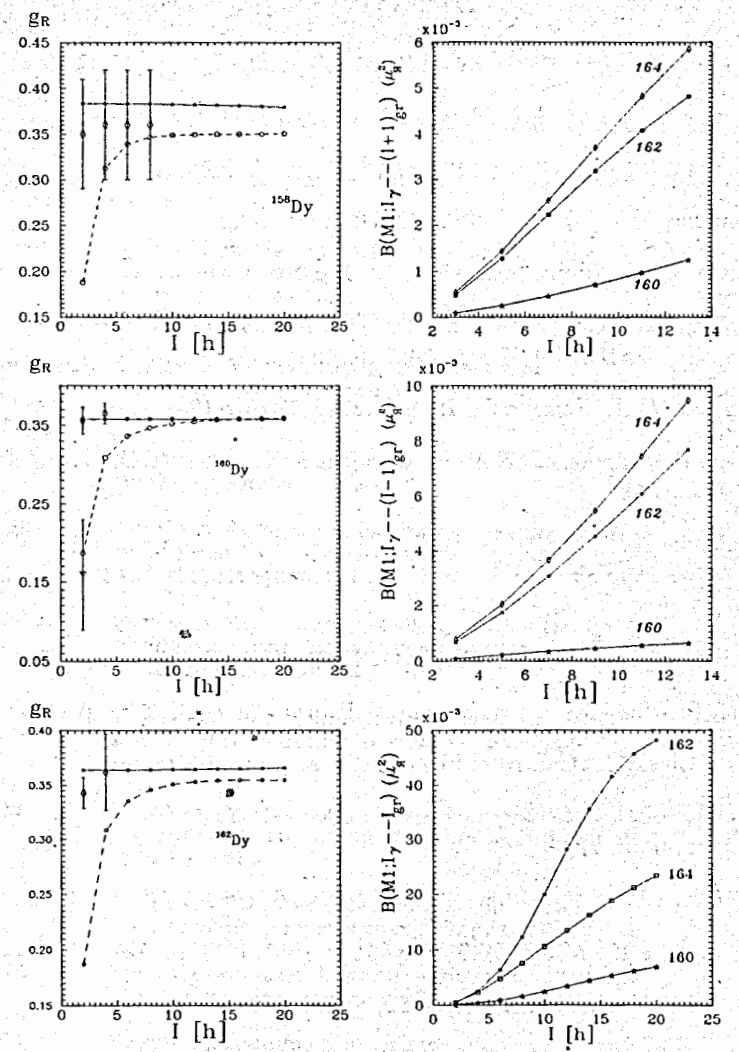 gR
0.45
0.40
0.35
0.30
0.25
0.20
0.15
0 5 10 15 20 25
I [h]
¹⁵⁸Dy
×10⁻³
6
5
4
3
2
1
0
2 4 6 8 10 12 14
I [h]
B(M1;Iγ--(I+1)gr) (μ²я)
164
162
160
gR
0.35
0.25
0.15
0.05
0 5 10 15 20 25
I [h]
¹⁶⁰Dy
×10⁻³
10
8
6
4
2
0
2 4 6 8 10 12 14
I [h]
B(M1;Iγ--(I-1)gr) (μ²я)
164
162
160
gR
0.40
0.35
0.30
0.25
0.20
0.15
0 5 10 15 20 25
I [h]
¹⁶²Dy
×10⁻³
50
40
30
20
10
0
0 5 10 15 20 25
I [h]
B(M1;Iγ--Igr) (μ²я)
162
164
160